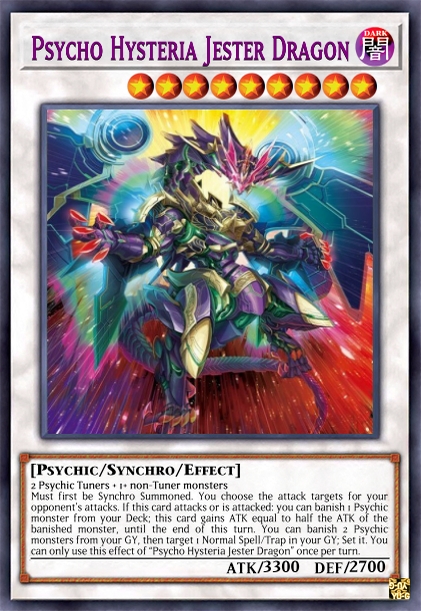 Psycho Hysteria Jester Dragon
DARK
闇
[Psychic/Synchro/Effect]
2 Psychic Tuners + 1+ non-Tuner monsters
Must first be Synchro Summoned. You choose the attack targets for your
opponent's attacks. If this card attacks or is attacked: you can banish 1 Psychic
monster from your Deck; this card gains ATK equal to half the ATK of the
banished monster, until the end of this turn. You can banish 2 Psychic
monsters from your GY, then target 1 Normal Spell/Trap in your GY; Set it. You
can only use this effect of "Psycho Hysteria Jester Dragon" once per turn.
ATK/3300 DEF/2700